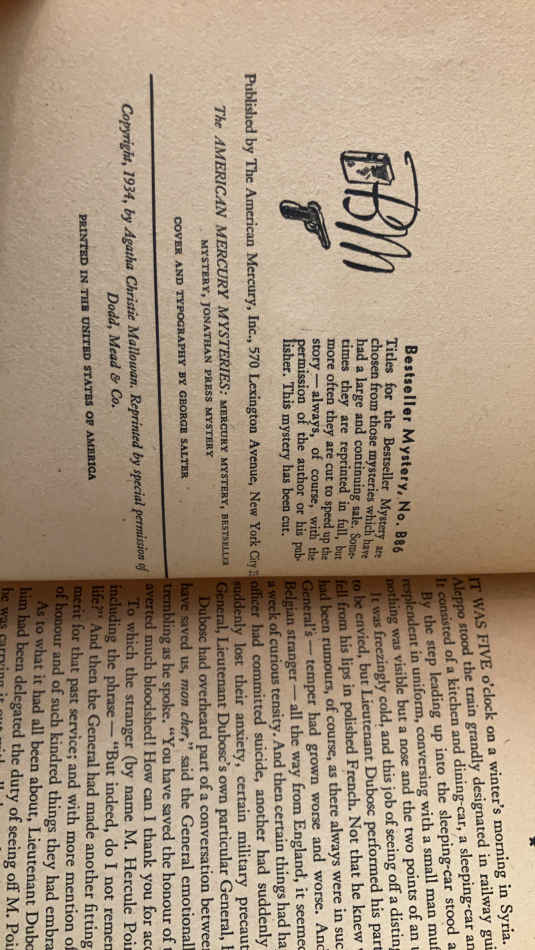 BM
Bestseller Mystery, No. B86
Titles for the Bestseller Mystery are
chosen from those mysteries which have
had a large and continuing sale. Some-
times they are reprinted in full, but
more often they are cut to speed up the
story — always, of course, with the
permission of the author or his pub-
lisher. This mystery has been cut.
Published by The American Mercury, Inc., 570 Lexington Avenue, New York City
The AMERICAN MERCURY MYSTERIES: MERCURY MYSTERY, BESTSELLER
MYSTERY, JONATHAN PRESS MYSTERY
COVER AND TYPOGRAPHY BY GEORGE SALTER
Copyright, 1934, by Agatha Christie Mallowan. Reprinted by special permission of
Dodd, Mead & Co.
PRINTED IN THE UNITED STATES OF AMERICA
IT WAS FIVE o'clock on a winter's morning in Syria
Aleppo stood the train grandly designated in railway
It consisted of a kitchen and dining-car, a sleeping-car
By the step leading up into the sleeping-car stood
resplendent in uniform, conversing with a small man
nothing was visible but a nose and the two points of an
It was freezingly cold, and this job of seeing off a
to be envied, but Lieutenant Dubosc performed his
fell from his lips in polished French. Not that he knew
had been rumours, of course, as there always were in
General's — temper had grown worse and worse. And
Belgian stranger — all the way from England, it seemed
a week of curious tensity. And then certain things had
officer had committed suicide, another had suddenly
suddenly lost their anxiety, certain military
General, Lieutenant Dubosc's own particular General,
Dubosc had overheard part of a conversation between
have saved us, mon cher," said the General
trembling as he spoke. "You have saved the honour of
averted much bloodshed! How can I thank you for
To which the stranger (by name M. Hercule
including the phrase — "But indeed, do I not
life?" And then the General had made another fitting
merit for that past service; and with more mention of
of honour and of such kindred things they had
As to what it had all been about, Lieutenant
him had been delegated the duty of seeing off M.
he was carrying it out